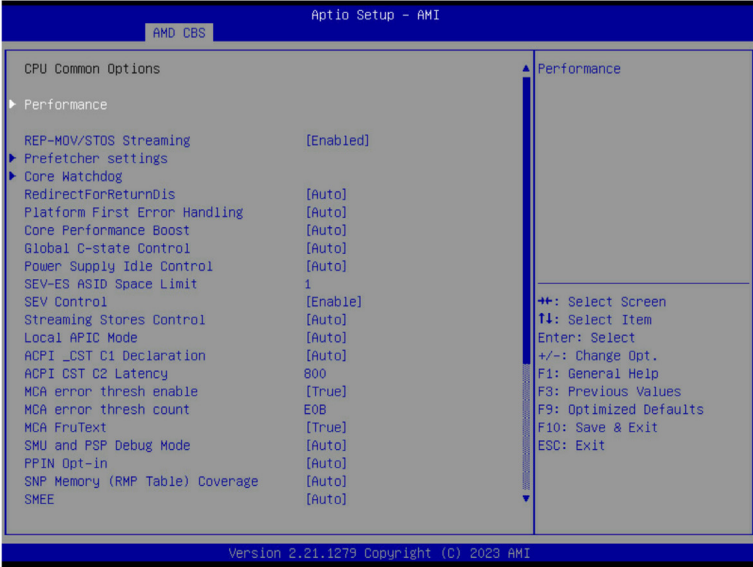 Aptio Setup – AMI
AMD CBS
CPU Common Options
Performance
REP-MOV/STOS Streaming [Enabled]
Prefetcher settings
Core Watchdog
RedirectForReturnDis [Auto]
Platform First Error Handling [Auto]
Core Performance Boost [Auto]
Global C-state Control [Auto]
Power Supply Idle Control [Auto]
SEV-ES ASID Space Limit 1
SEV Control [Enable]
Streaming Stores Control [Auto]
Local APIC Mode [Auto]
ACPI _CST C1 Declaration [Auto]
ACPI CST C2 Latency 800
MCA error thresh enable [True]
MCA error thresh count E0B
MCA FruText [True]
SMU and PSP Debug Mode [Auto]
PPIN Opt-in [Auto]
SNP Memory (RMP Table) Coverage [Auto]
SMEE [Auto]
Performance
→←: Select Screen
↑↓: Select Item
Enter: Select
+/-: Change Opt.
F1: General Help
F3: Previous Values
F9: Optimized Defaults
F10: Save & Exit
ESC: Exit
Version 2.21.1279 Copyright (C) 2023 AMI